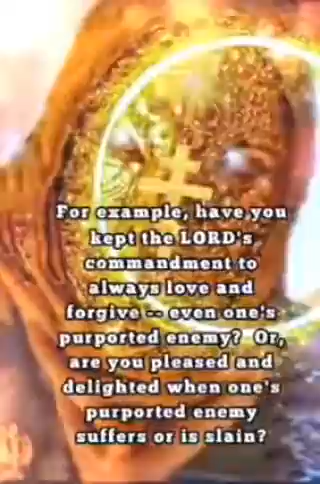 For example, have you
kept the LORD's
commandment to
always love and
forgive -- even one's
purported enemy? Or,
are you pleased and
delighted when one's
purported enemy
suffers or is slain?